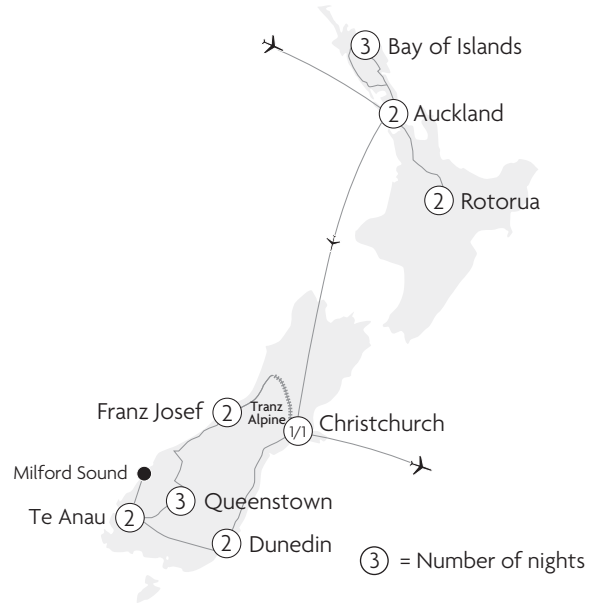 3 Bay of Islands
2 Auckland
2 Rotorua
Franz Josef 2
Tranz
Alpine
1/1 Christchurch
Milford Sound
3 Queenstown
Te Anau 2
2 Dunedin
3 = Number of nights